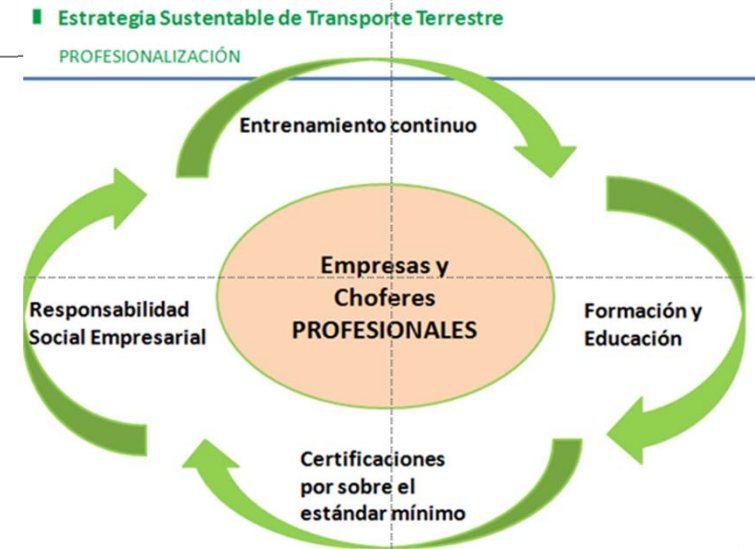 Estrategia Sustentable de Transporte Terrestre
PROFESIONALIZACIÓN
Entrenamiento continuo
Empresas y
Choferes
PROFESIONALES
Responsabilidad
Social Empresarial
Formación y
Educación
Certificaciones
por sobre el
estándar mínimo